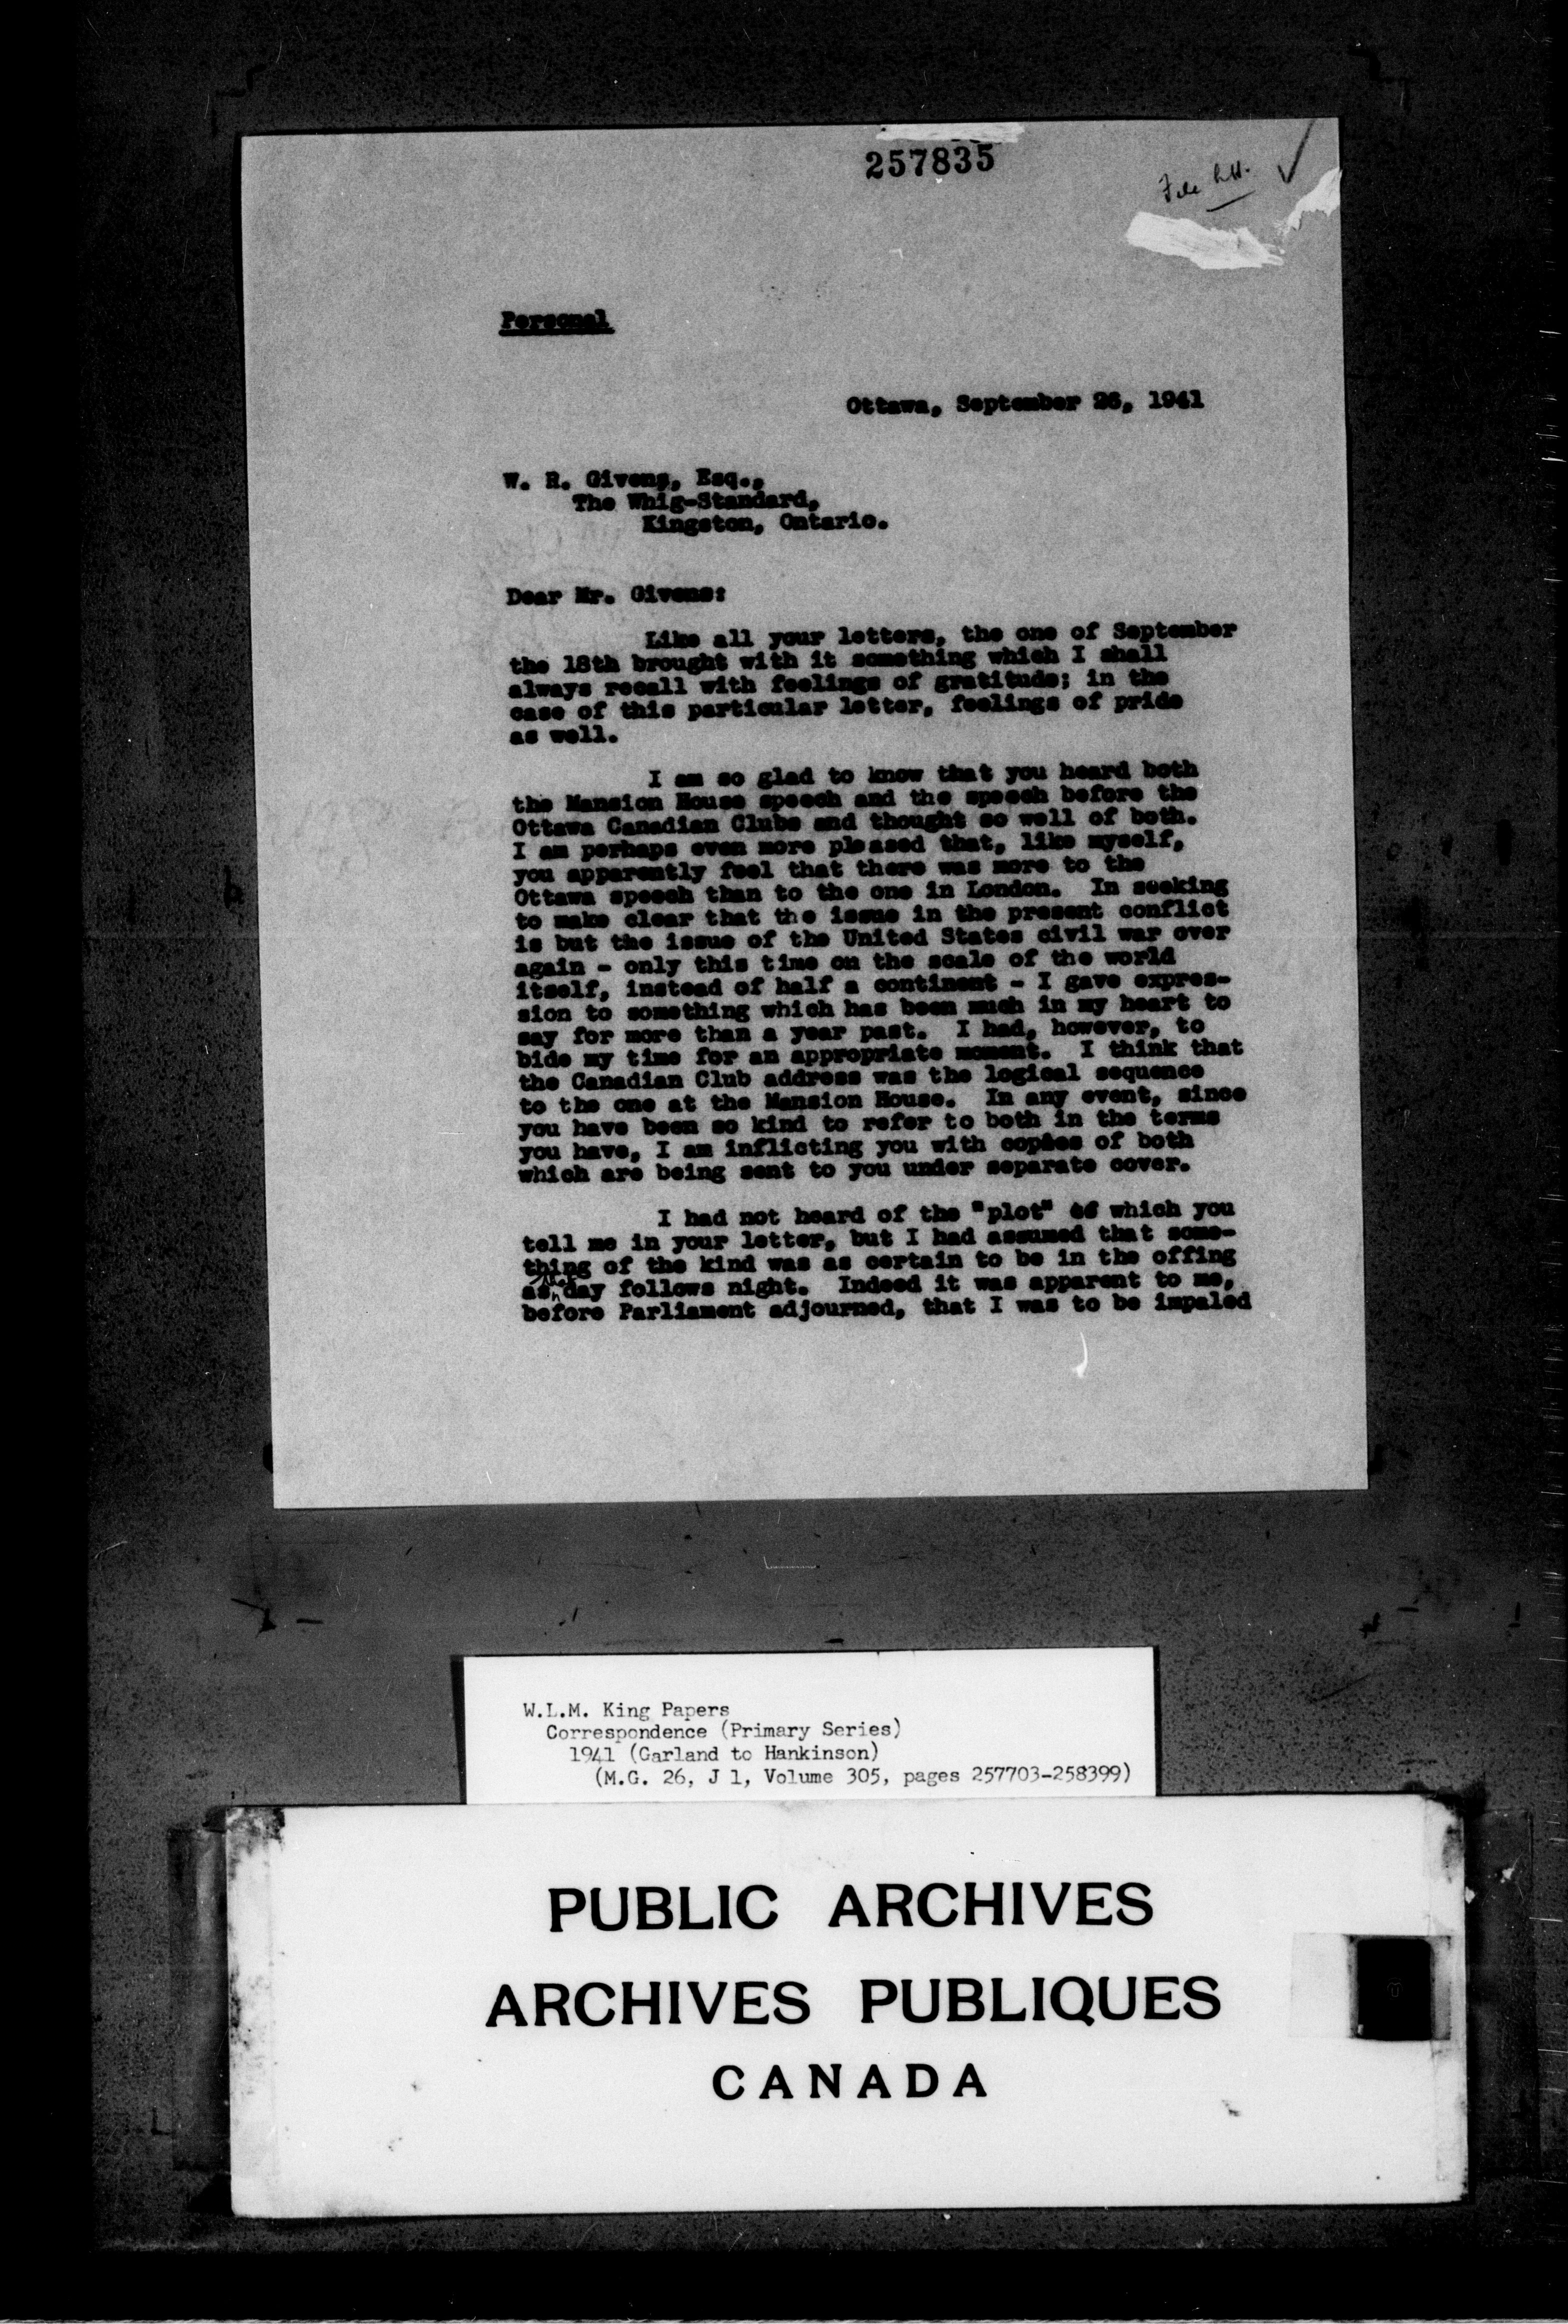 257835
File
Personal
Ottawa, September 26, 1941
W. R. Givens, Esq.,
The Whig-Standard,
Kingston, Ontario.
Dear Mr. Givens:
Like all your letters, the one of September
the 18th brought with it something which I shall
always recall with feelings of gratitude; in the
case of this particular letter, feelings of pride
as well.
I am so glad to know that you heard both
the Mansion House speech and the speech before the
Ottawa Canadian Clubs and thought so well of both.
I am perhaps even more pleased that, like myself,
you apparently feel that there was more to the
Ottawa speech than to the one in London. In seeking
to make clear that the issue in the present conflict
is but the issue of the United States civil war over
again - only this time on the scale of the world
itself, instead of half a continent - I gave expres-
sion to something which has been much in my heart to
say for more than a year past. I had, however, to
bide my time for an appropriate moment. I think that
the Canadian Club address was the logical sequence
to the one at the Mansion House. In any event, since
you have been so kind to refer to both in the terms
you have, I am inflicting you with copies of both
which are being sent to you under separate cover.
I had not heard of the "plot" of which you
tell me in your letter, but I had assumed that some-
thing of the kind was as certain to be in the offing
as that day follows night. Indeed it was apparent to me,
before Parliament adjourned, that I was to be impaled
W.L.M. King Papers
Correspondence (Primary Series)
1941 (Garland to Hankinson)
(M.G. 26, J 1, Volume 305, pages 257703-258399)
PUBLIC ARCHIVES
ARCHIVES PUBLIQUES
CANADA